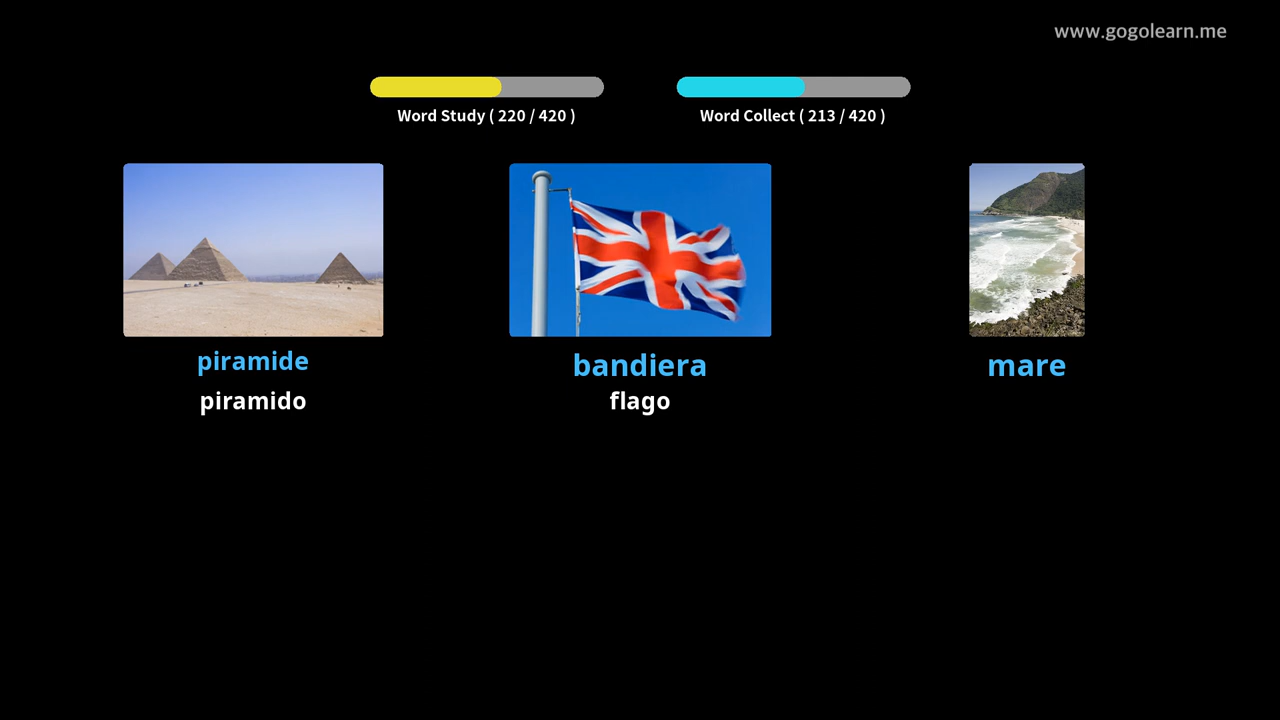 www.gogolearn.me
Word Study ( 220 / 420 )
Word Collect ( 213 / 420 )
piramide
bandiera
mare
piramido
flago